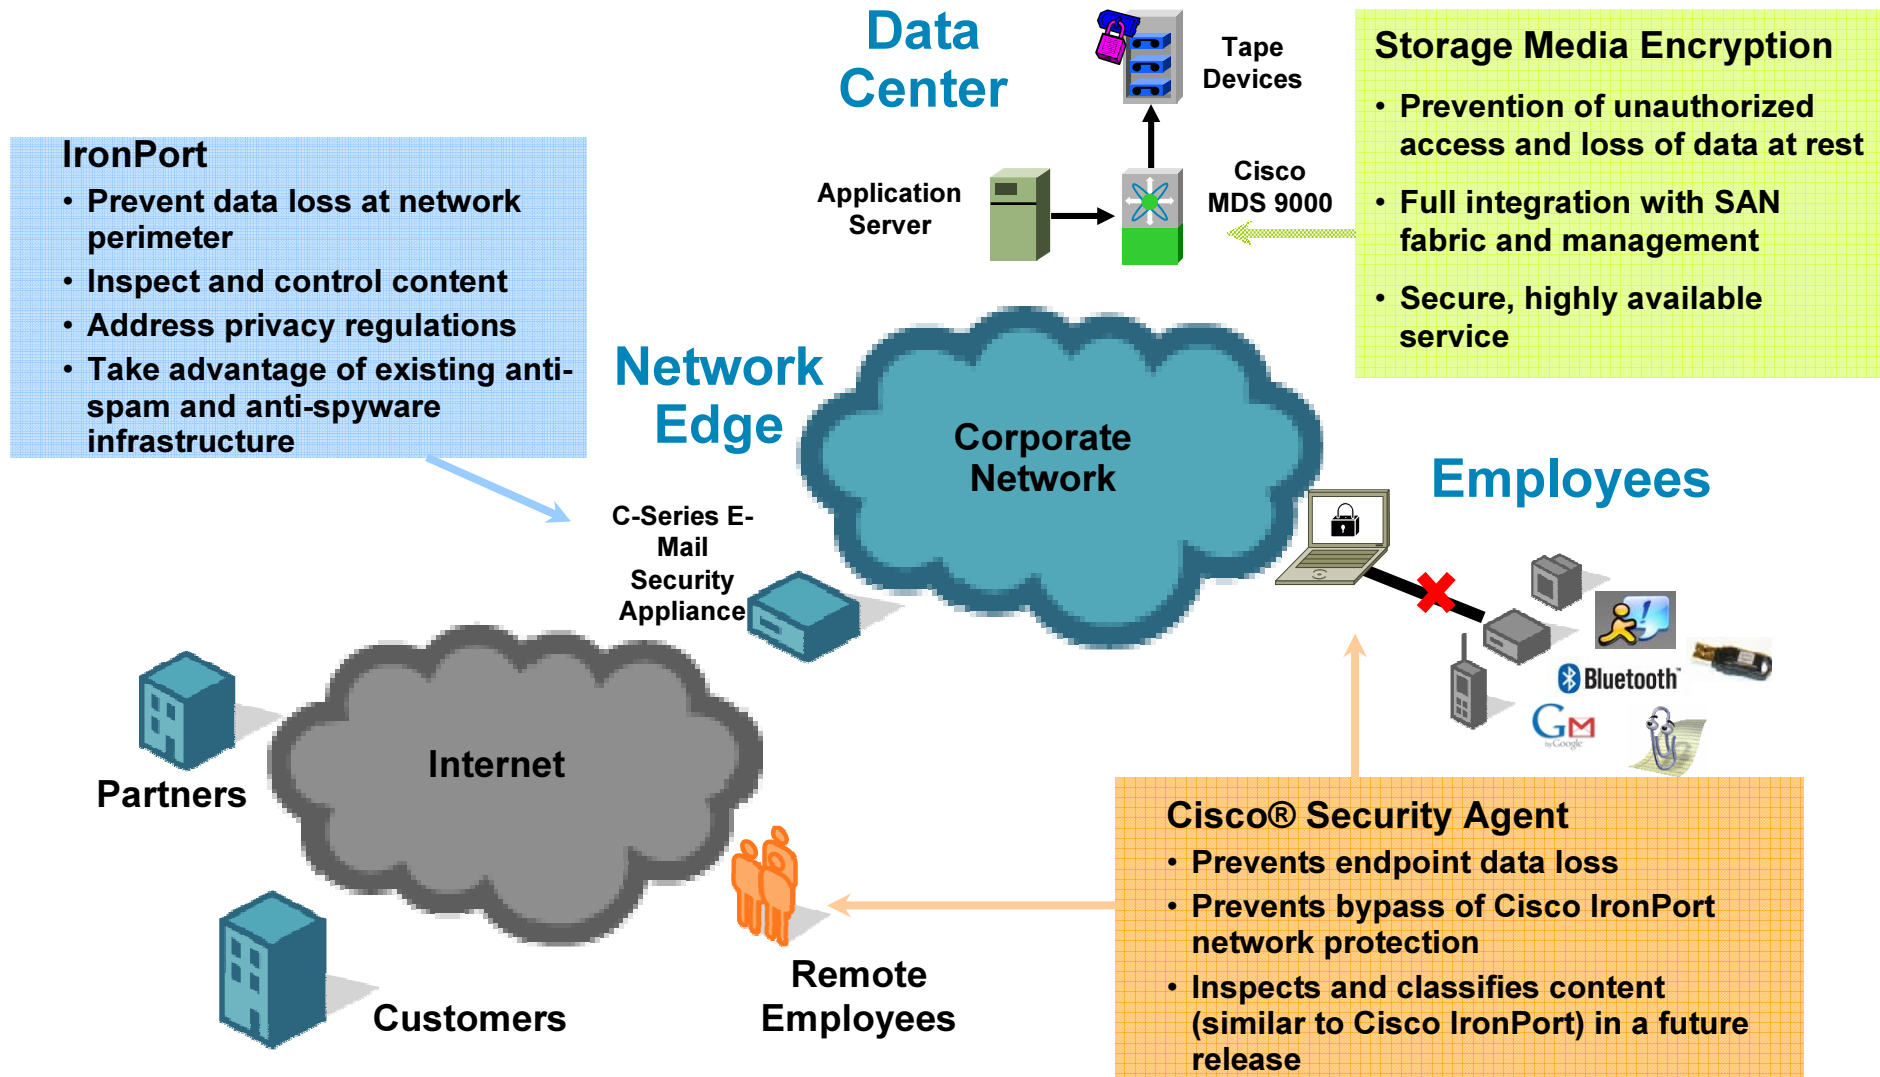 Data
Center
Tape
Devices
Storage Media Encryption
• Prevention of unauthorized
access and loss of data at rest
• Full integration with SAN
fabric and management
• Secure, highly available
service
IronPort
• Prevent data loss at network
perimeter
• Inspect and control content
• Address privacy regulations
• Take advantage of existing anti-
spam and anti-spyware
infrastructure
Application
Server
Cisco
MDS 9000
Network
Edge
Corporate
Network
Employees
C-Series E-
Mail
Security
Appliance
Bluetooth™
GM
by Google
Internet
Partners
Customers
Remote
Employees
Cisco® Security Agent
• Prevents endpoint data loss
• Prevents bypass of Cisco IronPort
network protection
• Inspects and classifies content
(similar to Cisco IronPort) in a future
release